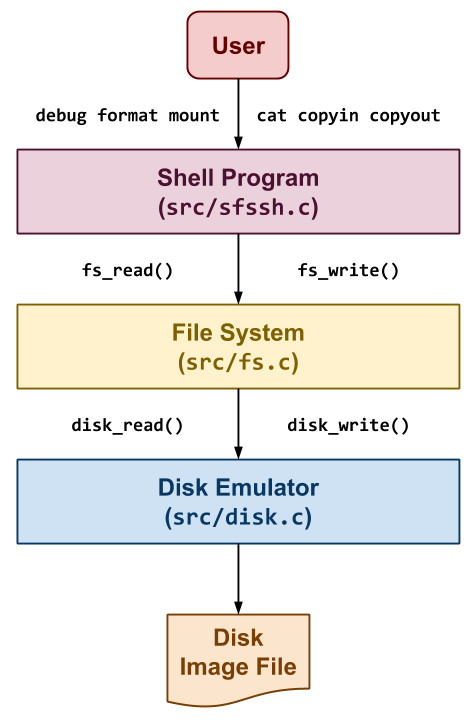 User
debug format mount cat copyin copyout
Shell Program
(src/sfssh.c)
fs_read() fs_write()
File System
(src/fs.c)
disk_read() disk_write()
Disk Emulator
(src/disk.c)
Disk
Image File